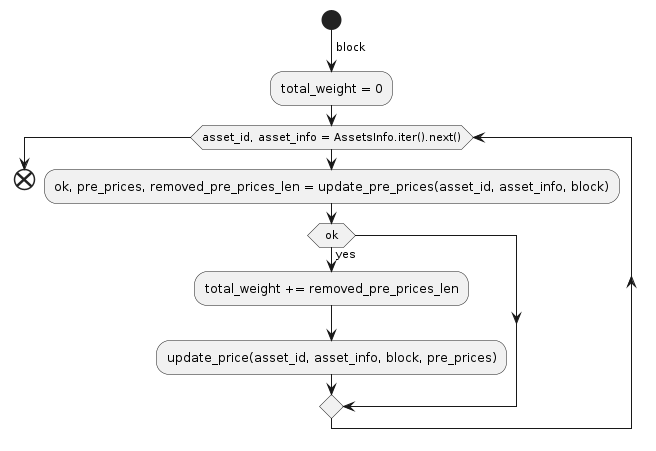 block
total_weight = 0
asset_id, asset_info = AssetsInfo.iter().next()
ok, pre_prices, removed_pre_prices_len = update_pre_prices(asset_id, asset_info, block)
ok
yes
total_weight += removed_pre_prices_len
update_price(asset_id, asset_info, block, pre_prices)